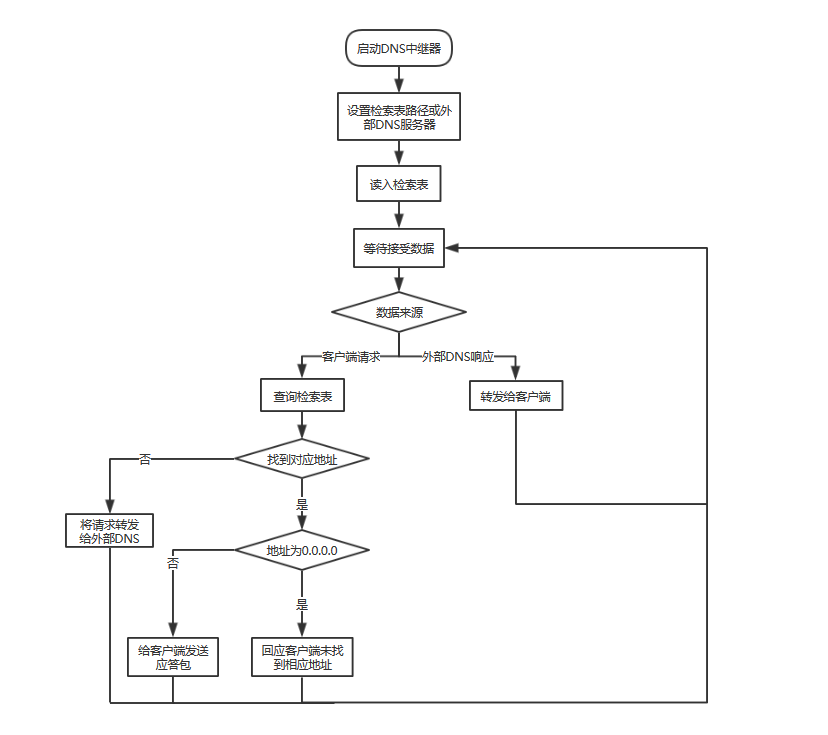 启动DNS中继器
设置检索表路径或外
部DNS服务器
读入检索表
等待接受数据
数据来源
客户端请求
外部DNS响应
查询检索表
转发给客户端
找到对应地址
否
是
将请求转发
给外部DNS
地址为0.0.0.0
否
是
给客户端发送
应答包
回应客户端未找
到相应地址